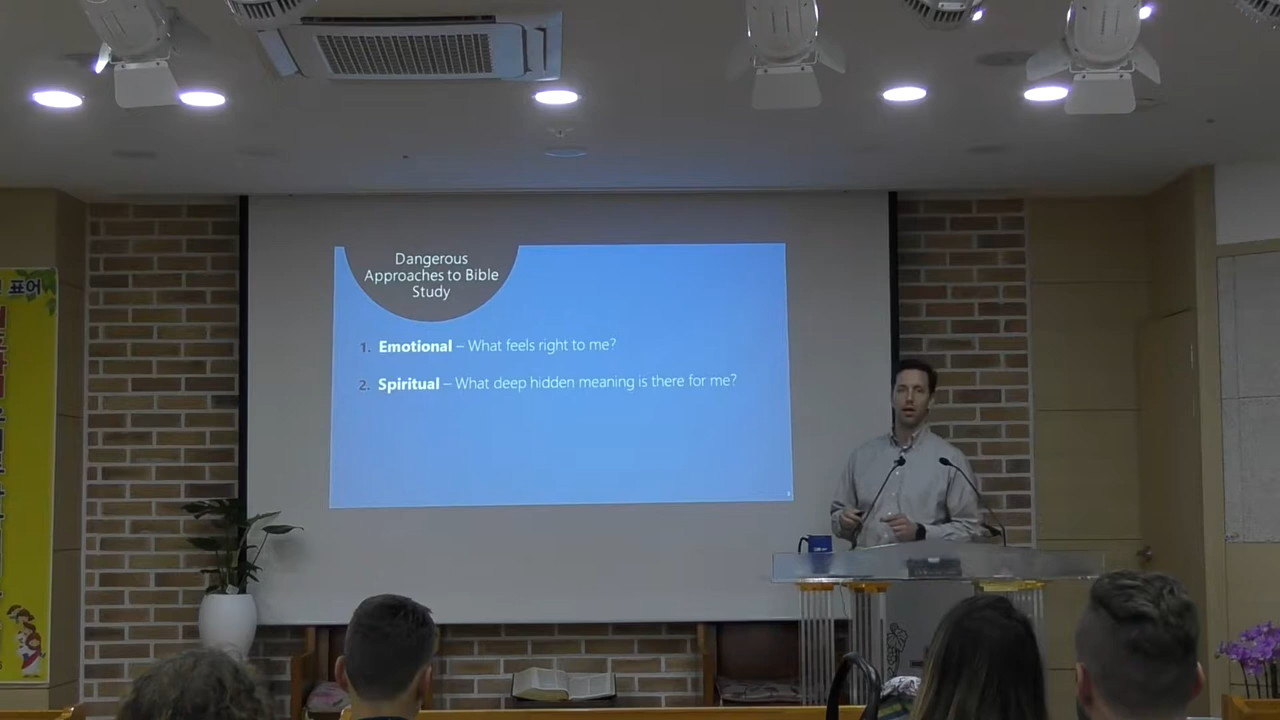 Dangerous
Approaches to Bible
Study
1. Emotional – What feels right to me?
2. Spiritual – What deep hidden meaning is there for me?
표어